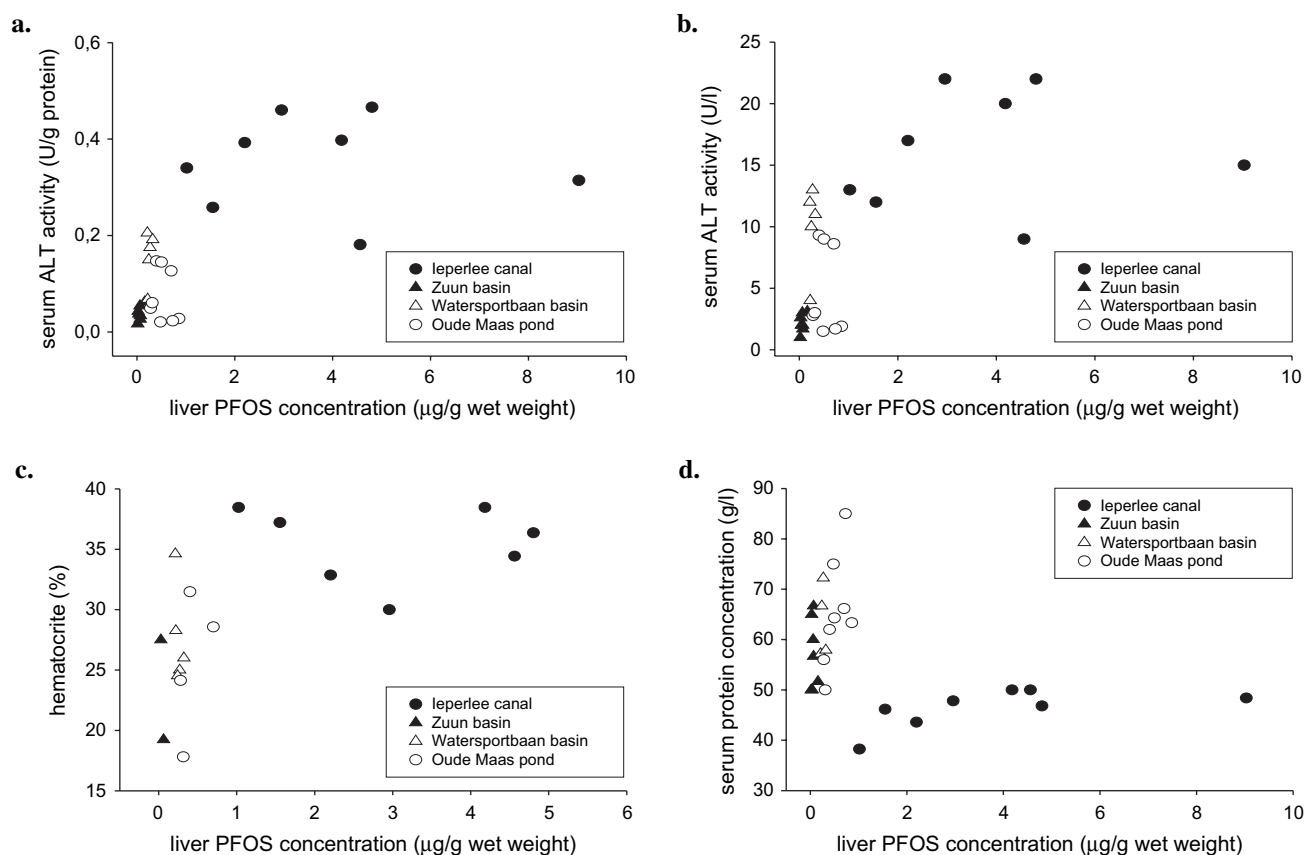 a.
serum ALT activity (U/g protein)
0,6
0,4
0,2
0,0
0 2 4 6 8 10
liver PFOS concentration (μg/g wet weight)
Ieperlee canal
Zuun basin
Watersportbaan basin
Oude Maas pond
b.
serum ALT activity (U/l)
25
20
15
10
5
0
0 2 4 6 8 10
liver PFOS concentration (μg/g wet weight)
Ieperlee canal
Zuun basin
Watersportbaan basin
Oude Maas pond
c.
hematocrite (%)
40
35
30
25
20
15
0 1 2 3 4 5 6
liver PFOS concentration (μg/g wet weight)
Ieperlee canal
Zuun basin
Watersportbaan basin
Oude Maas pond
d.
serum protein concentration (g/l)
90
80
70
60
50
40
30
0 2 4 6 8 10
liver PFOS concentration (μg/g wet weight)
Ieperlee canal
Zuun basin
Watersportbaan basin
Oude Maas pond